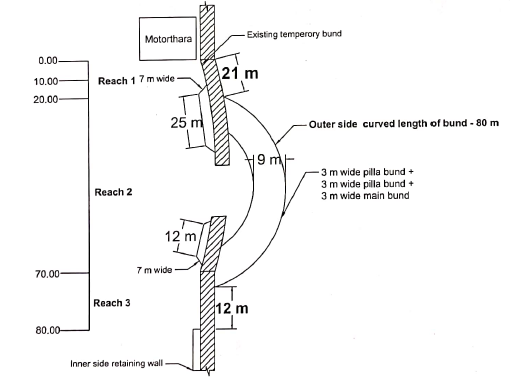 Motorthara
Existing temperory bund
0.00
10.00
20.00
Reach 1
7 m wide
21 m
25 m
Outer side curved length of bund - 80 m
9 m
3 m wide pilla bund +
3 m wide pilla bund +
3 m wide main bund
Reach 2
12 m
7 m wide
70.00
Reach 3
12 m
80.00
Inner side retaining wall